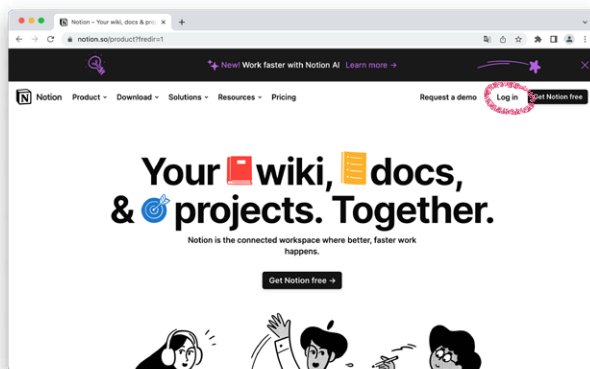 Notion – Your wiki, docs & proj
notion.so/product?fredir=1
New! Work faster with Notion AI Learn more →
Notion Product Download Solutions Resources Pricing Request a demo Log in Get Notion free
Your wiki, docs,
& projects. Together.
Notion is the connected workspace where better, faster work
happens.
Get Notion free →